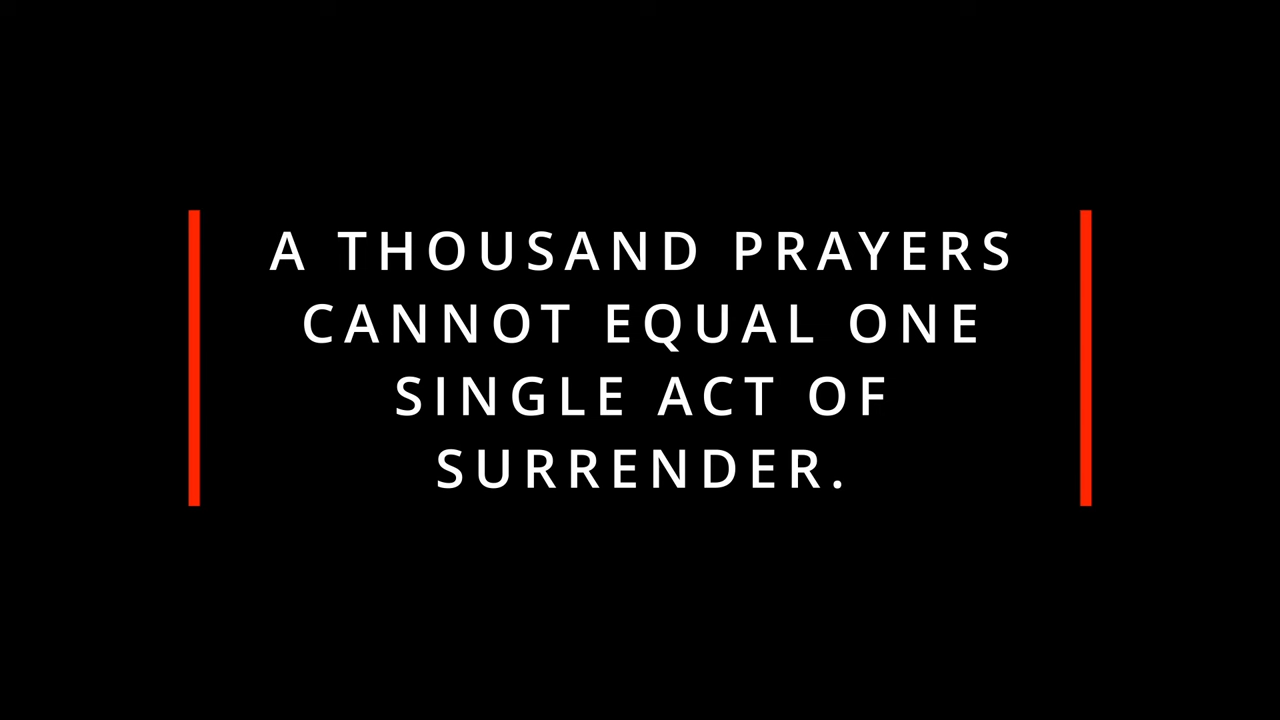 A THOUSAND PRAYERS
CANNOT EQUAL ONE
SINGLE ACT OF
SURRENDER.